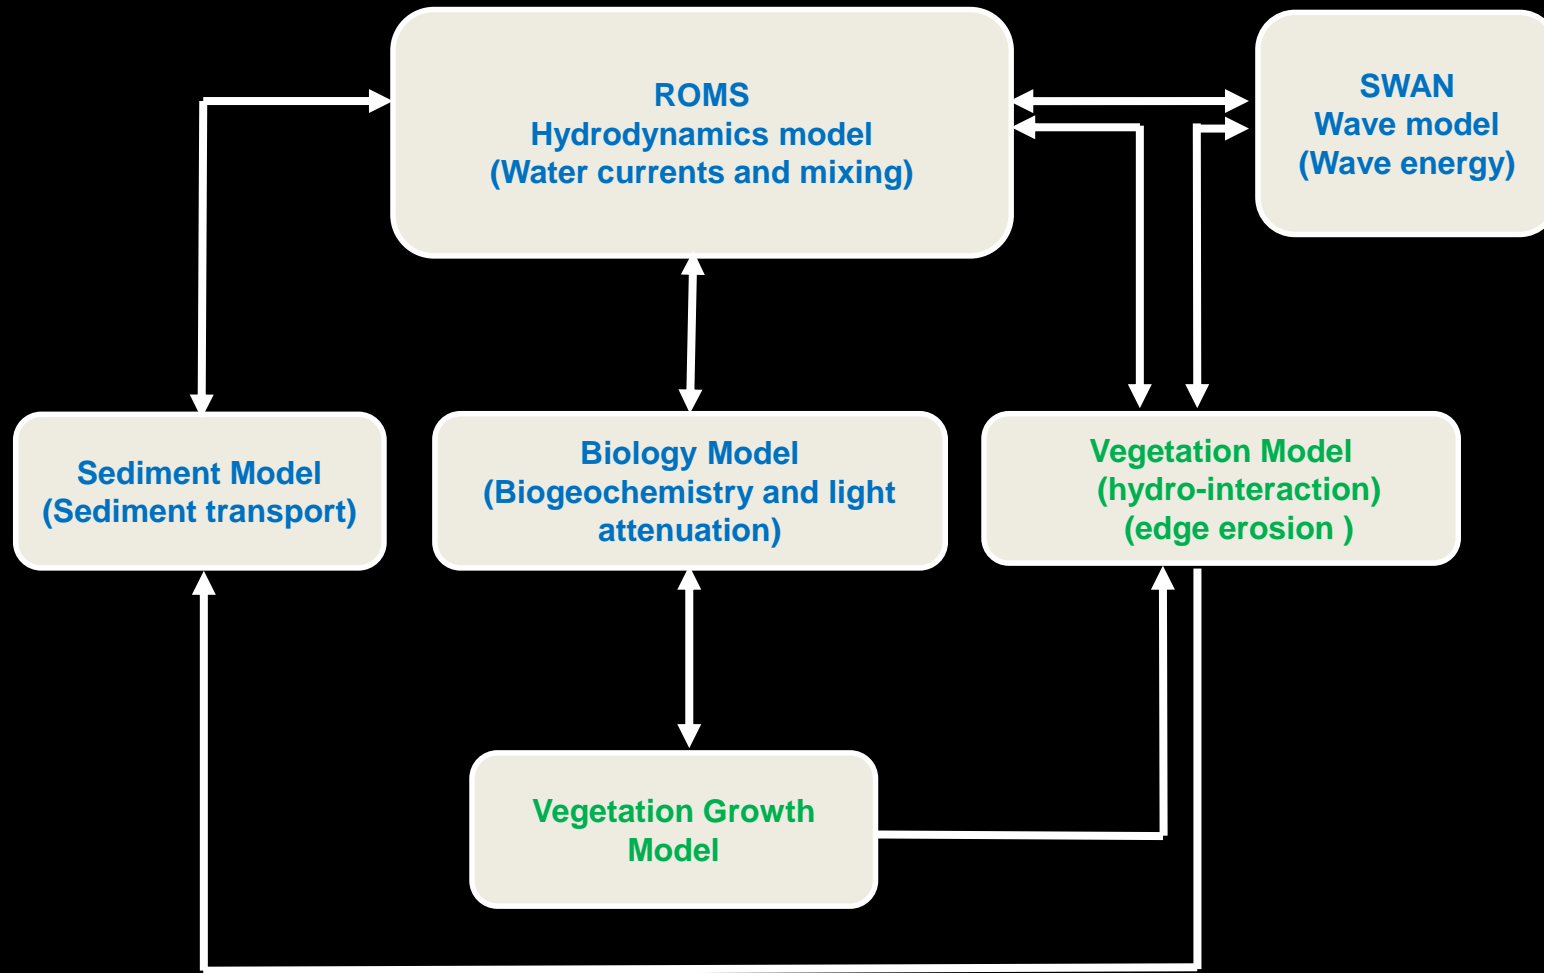 ROMS
Hydrodynamics model
(Water currents and mixing)
SWAN
Wave model
(Wave energy)
Sediment Model
(Sediment transport)
Biology Model
(Biogeochemistry and light
attenuation)
Vegetation Model
(hydro-interaction)
(edge erosion )
Vegetation Growth
Model